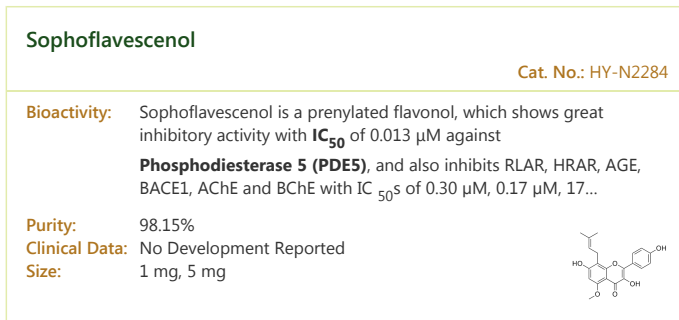 Sophoflavescenol
Cat. No.: HY-N2284
Bioactivity: Sophoflavescenol is a prenylated flavonol, which shows great
inhibitory activity with IC50 of 0.013 μM against
Phosphodiesterase 5 (PDE5), and also inhibits RLAR, HRAR, AGE,
BACE1, AChE and BChE with IC 50s of 0.30 μM, 0.17 μM, 17...
Purity: 98.15%
Clinical Data: No Development Reported
Size: 1 mg, 5 mg
OH
HO
O
OH
O
O